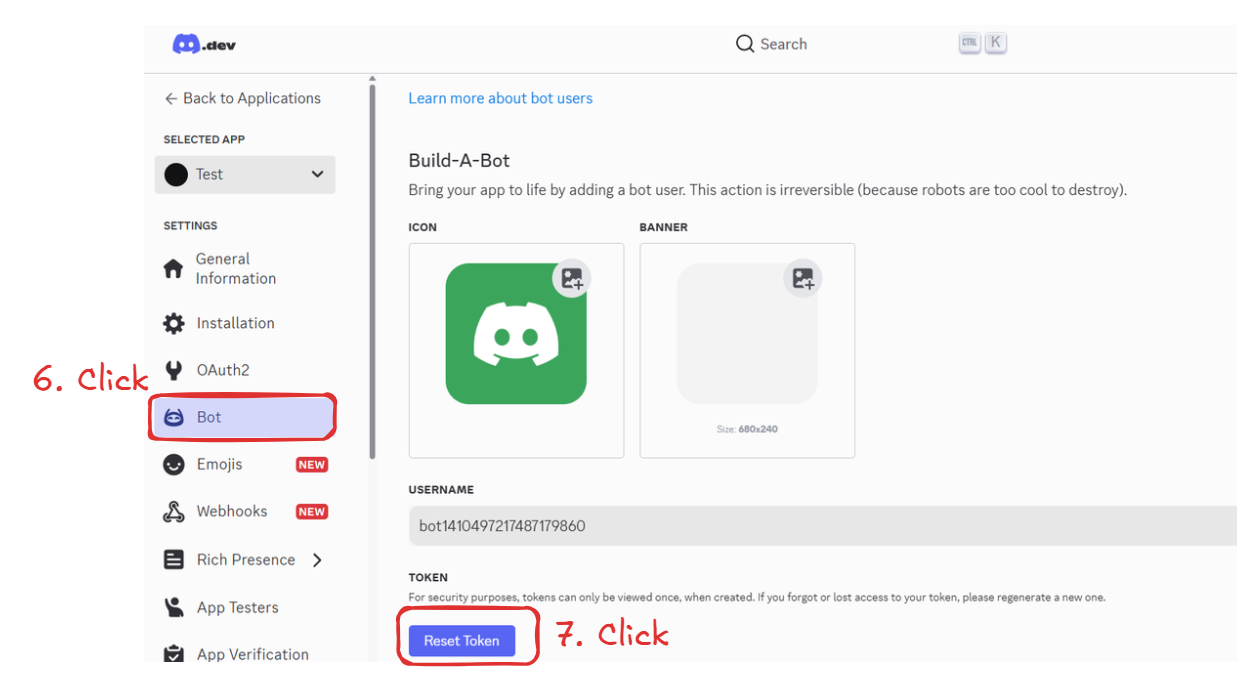 .dev
Search
CTRL K
← Back to Applications
SELECTED APP
Test
SETTINGS
General
Information
Installation
OAuth2
6. Click
Bot
Emojis NEW
Webhooks NEW
Rich Presence
App Testers
App Verification
Learn more about bot users
Build-A-Bot
Bring your app to life by adding a bot user. This action is irreversible (because robots are too cool to destroy).
ICON
BANNER
Size: 680x240
USERNAME
bot1410497217487179860
TOKEN
For security purposes, tokens can only be viewed once, when created. If you forgot or lost access to your token, please regenerate a new one.
Reset Token
7. Click